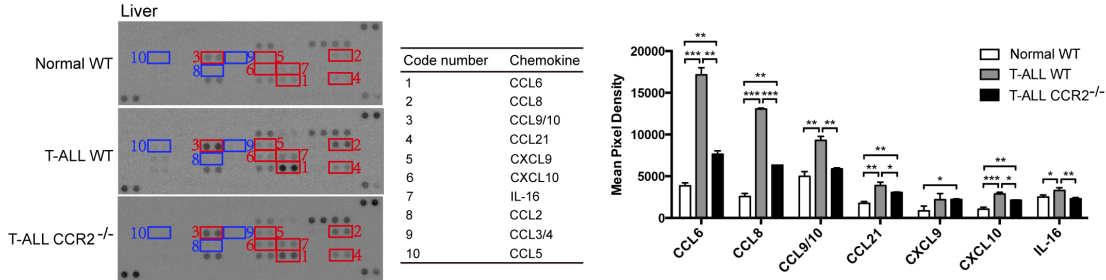 Liver
Normal WT
10
3
9
5
2
8
6
7
1
4
T-ALL WT
10
3
9
5
2
8
6
7
1
4
T-ALL CCR2-/-
10
3
9
5
2
8
6
7
1
4
Code number Chemokine
1 CCL6
2 CCL8
3 CCL9/10
4 CCL21
5 CXCL9
6 CXCL10
7 IL-16
8 CCL2
9 CCL3/4
10 CCL5
Mean Pixel Density
20000
15000
10000
5000
0
**
*** **
**
*** ***
** **
**
** *
*
**
*** *
* **
CCL6
CCL8
CCL9/10
CCL21
CXCL9
CXCL10
IL-16
Normal WT
T-ALL WT
T-ALL CCR2-/-